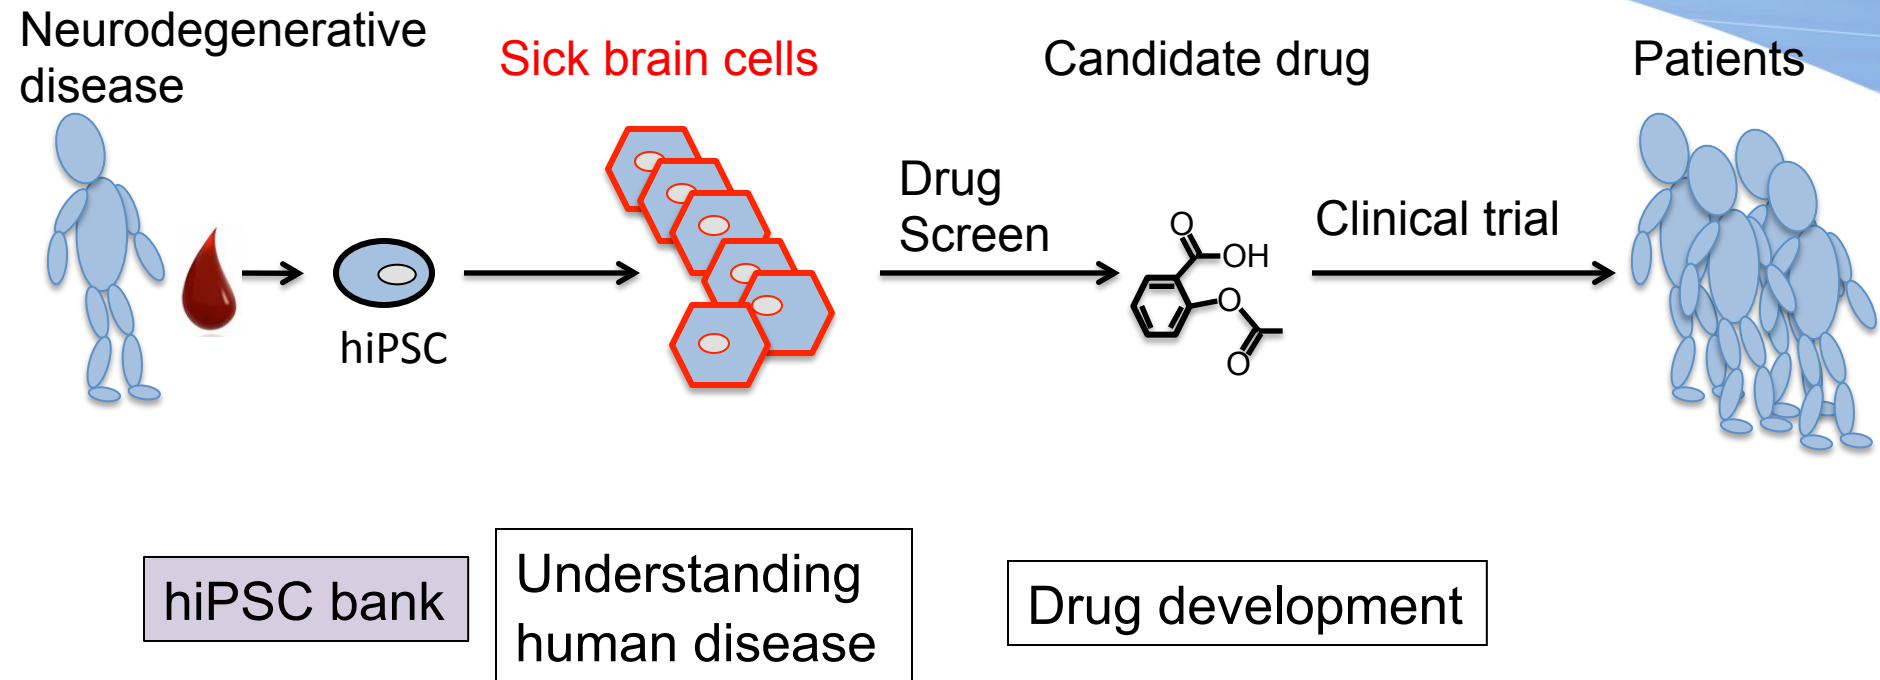 Neurodegenerative
disease
Sick brain cells
Candidate drug
Patients
Drug
Screen
Clinical trial
hiPSC
O
OH
O
O
hiPSC bank
Understanding
human disease
Drug development